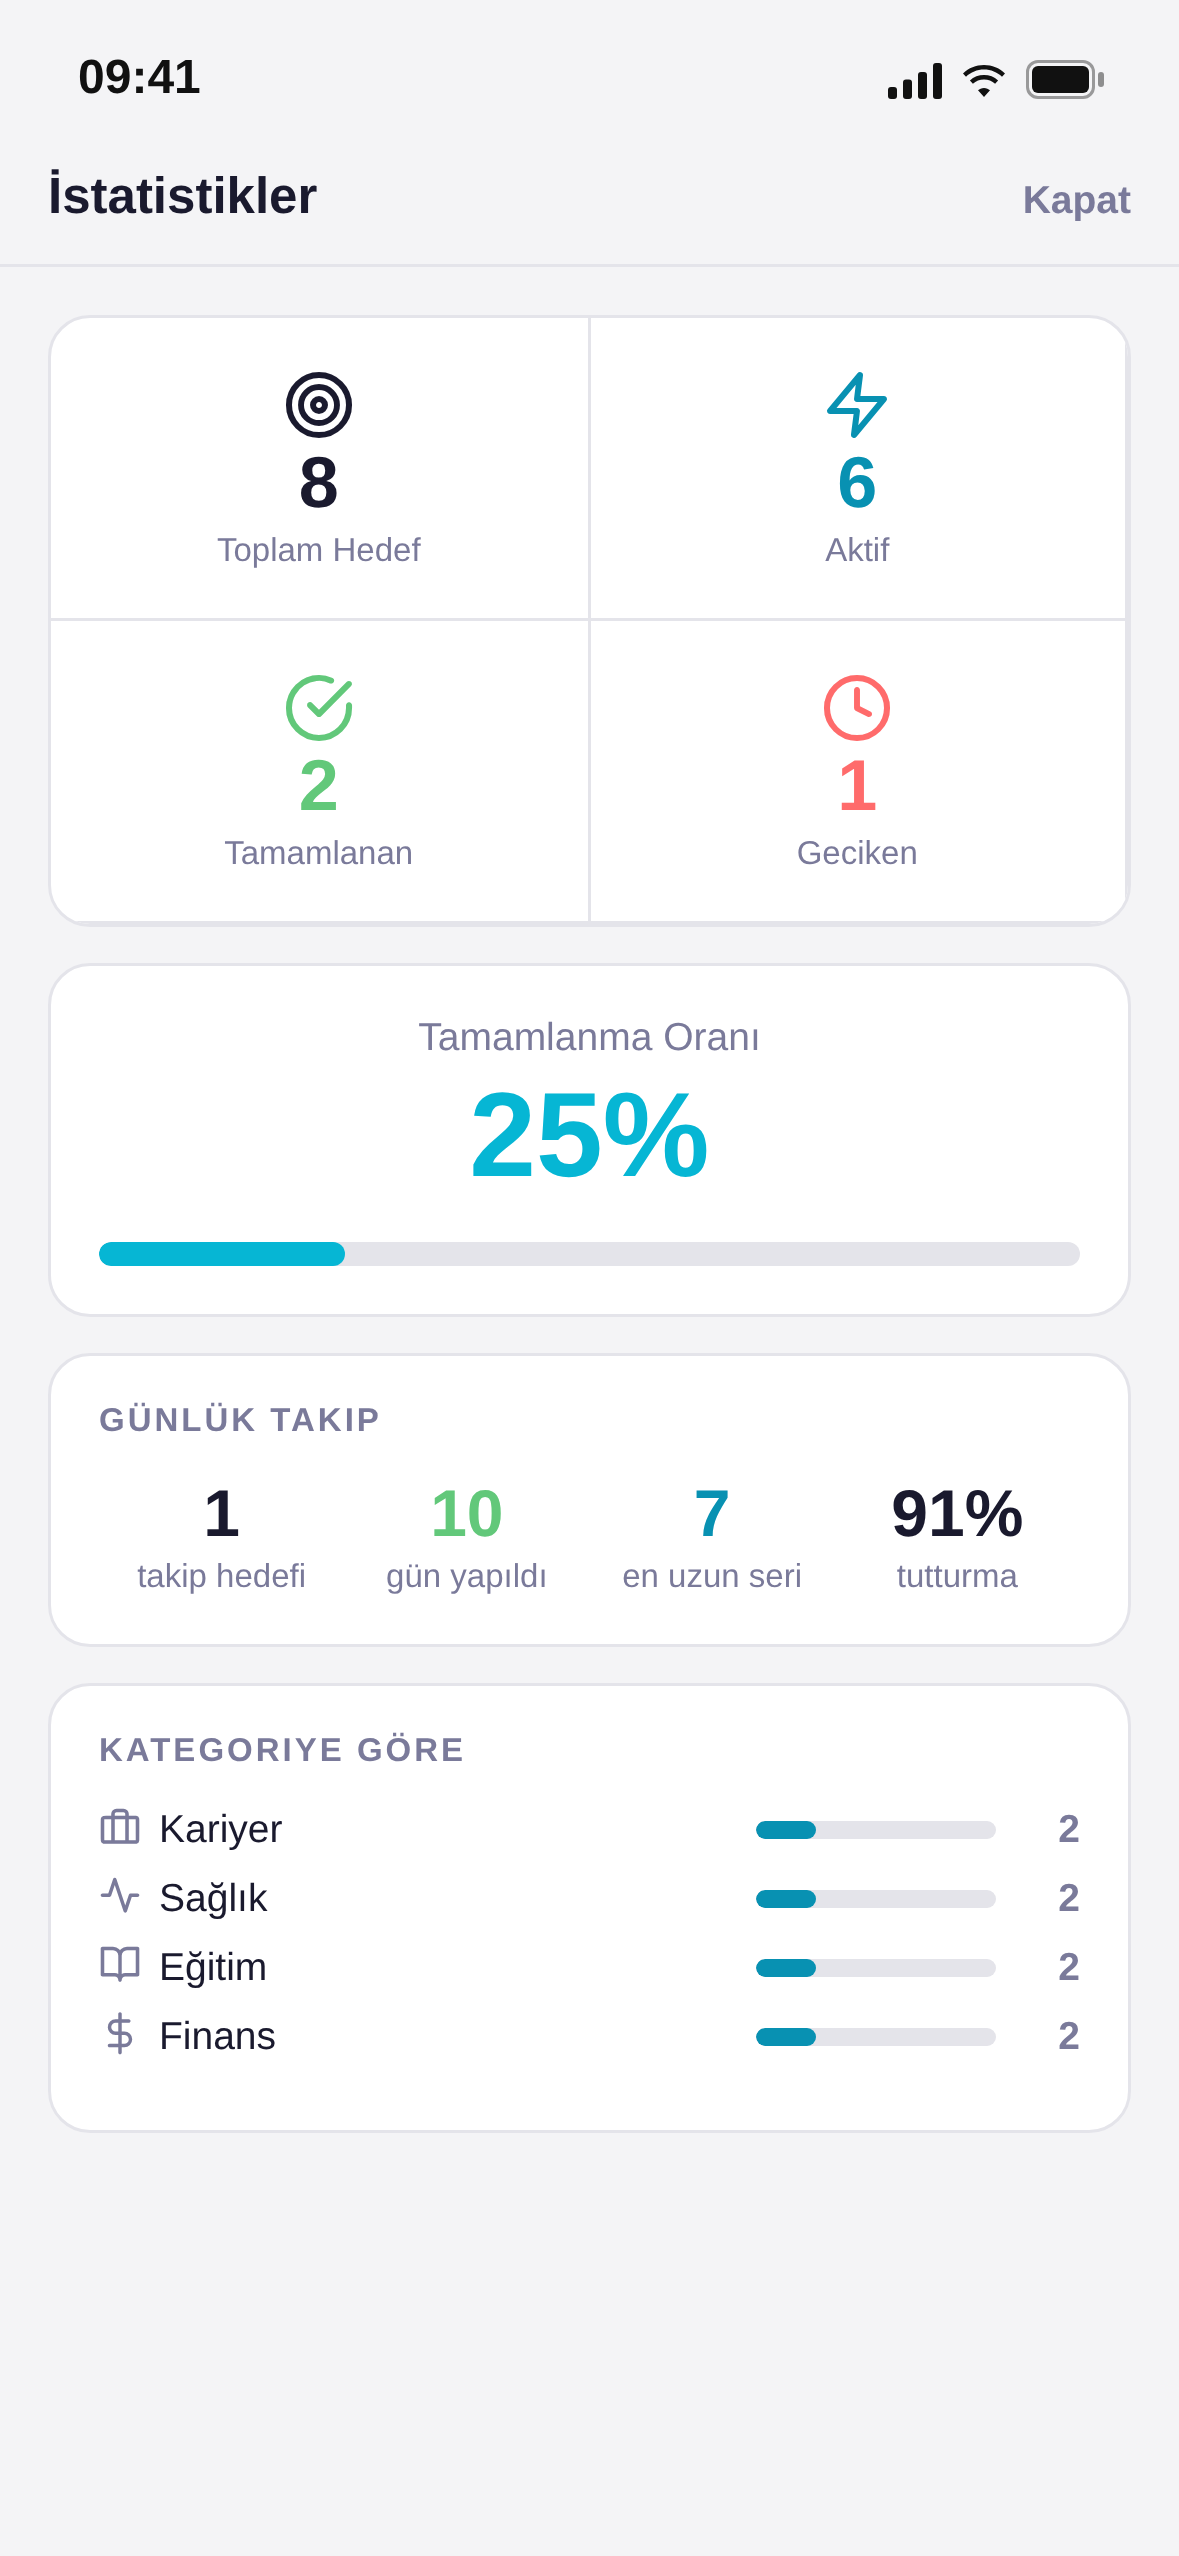 09:41
İstatistikler
Kapat
8
Toplam Hedef
6
Aktif
2
Tamamlanan
1
Geciken
Tamamlanma Oranı
25%
GÜNLÜK TAKIP
1
takip hedefi
10
gün yapıldı
7
en uzun seri
91%
tutturma
KATEGORIYE GÖRE
Kariyer 2
Sağlık 2
Eğitim 2
Finans 2